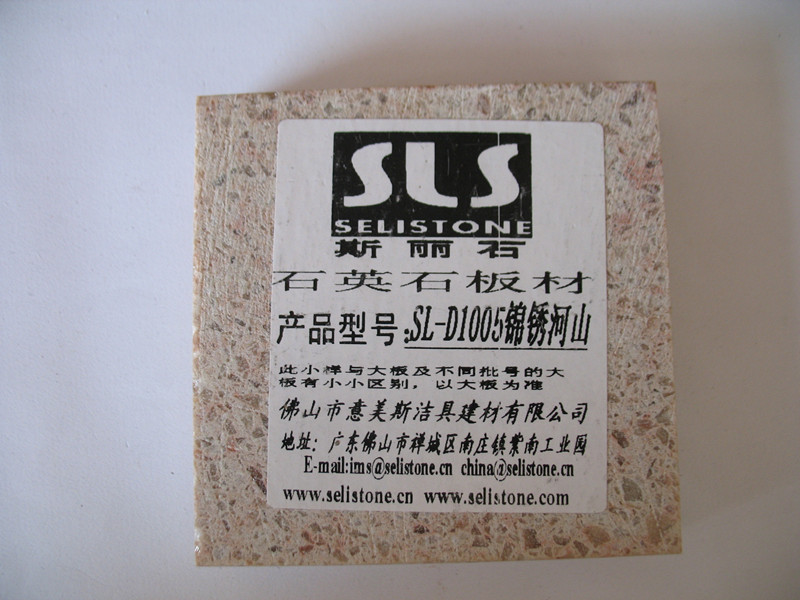 SLS
SELISTONE
斯丽石
石英石板材
产品型号:SL-D1005锦锈河山
此小样与大板及不同批号的大
板有小小区别，以大板为准
佛山市意美斯洁具建材有限公司
地址：广东佛山市禅城区南庄镇紫南工业园
E-mail:ims@selistone.cn china@selistone.cn
www.selistone.cn www.selistone.com